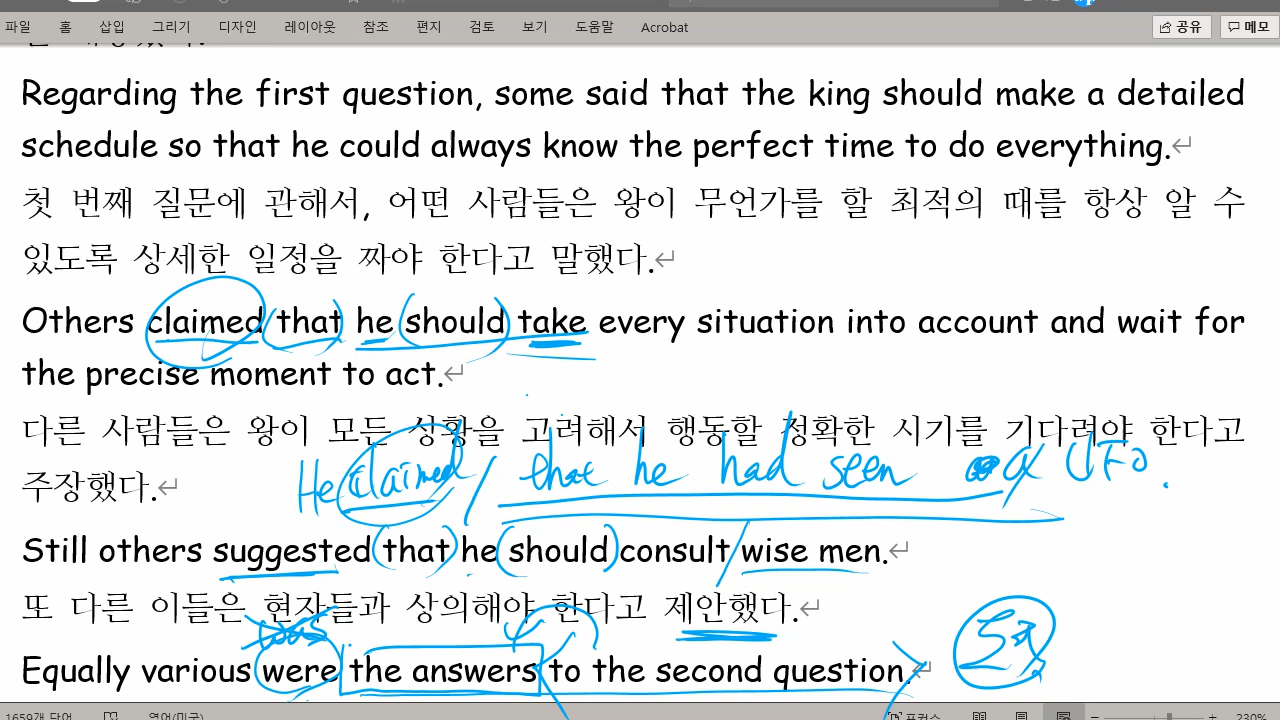 파일 홈 삽입 그리기 디자인 레이아웃 참조 편지 검토 보기 도움말 Acrobat 공유 메모
Regarding the first question, some said that the king should make a detailed
schedule so that he could always know the perfect time to do everything.
첫 번째 질문에 관해서, 어떤 사람들은 왕이 무언가를 할 최적의 때를 항상 알 수
있도록 상세한 일정을 짜야 한다고 말했다.
Others claimed that he should take every situation into account and wait for
the precise moment to act.
다른 사람들은 왕이 모든 상황을 고려해서 행동할 정확한 시기를 기다려야 한다고
주장했다.
He claimed / that he had seen a UFO.
Still others suggested that he should consult / wise men.
또 다른 이들은 현자들과 상의해야 한다고 제안했다.
Equally various were the answers to the second question.
1659개 단어 영어(미국) 포커스 230%